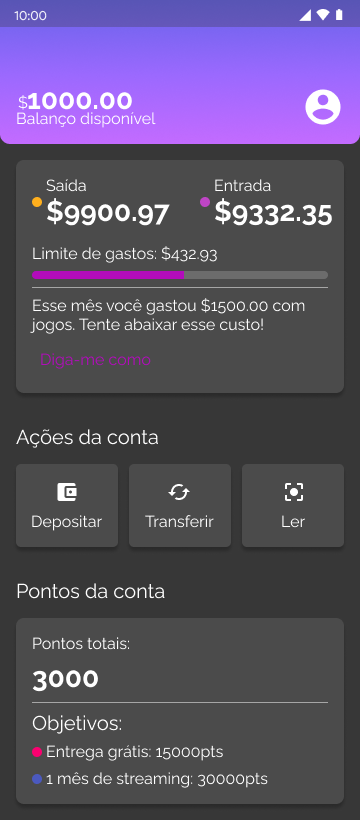 10:00
$1000.00
Balanço disponível
Saída
Entrada
$9900.97
$9332.35
Limite de gastos: $432.93
Esse mês você gastou $1500.00 com
jogos. Tente abaixar esse custo!
Diga-me como
Ações da conta
Depositar
Transferir
Ler
Pontos da conta
Pontos totais:
3000
Objetivos:
Entrega grátis: 15000pts
1 mês de streaming: 30000pts